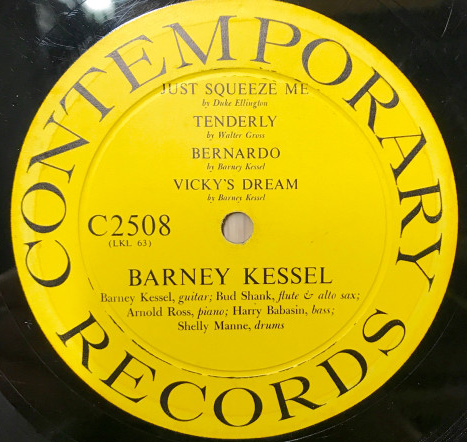 CONTEMPORARY
RECORDS
JUST SQUEEZE ME
by Duke Ellington
TENDERLY
by Walter Gross
BERNARDO
by Barney Kessel
VICKY'S DREAM
by Barney Kessel
C2508
(LKL 63)
BARNEY KESSEL
Barney Kessel, guitar; Bud Shank, flute & alto sax;
Arnold Ross, piano; Harry Babasin, bass;
Shelly Manne, drums